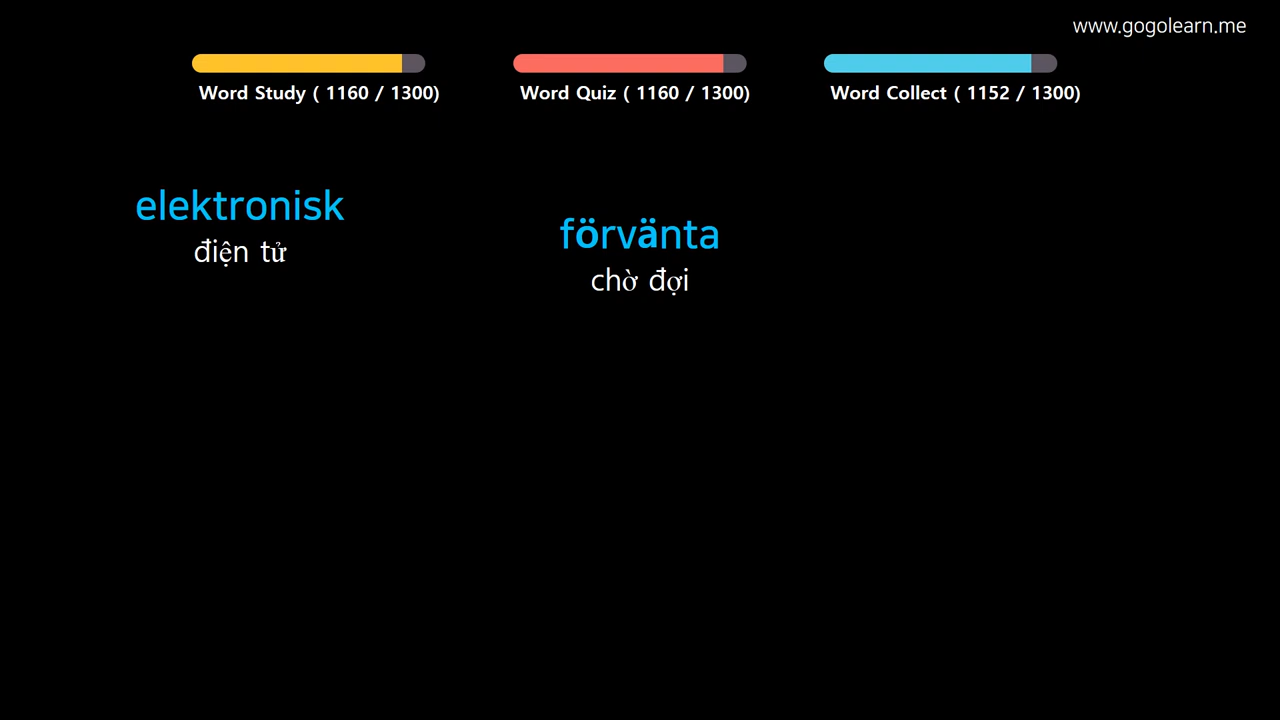 www.gogolearn.me
Word Study ( 1160 / 1300)
Word Quiz ( 1160 / 1300)
Word Collect ( 1152 / 1300)
elektronisk
điện tử
förvänta
chờ đợi